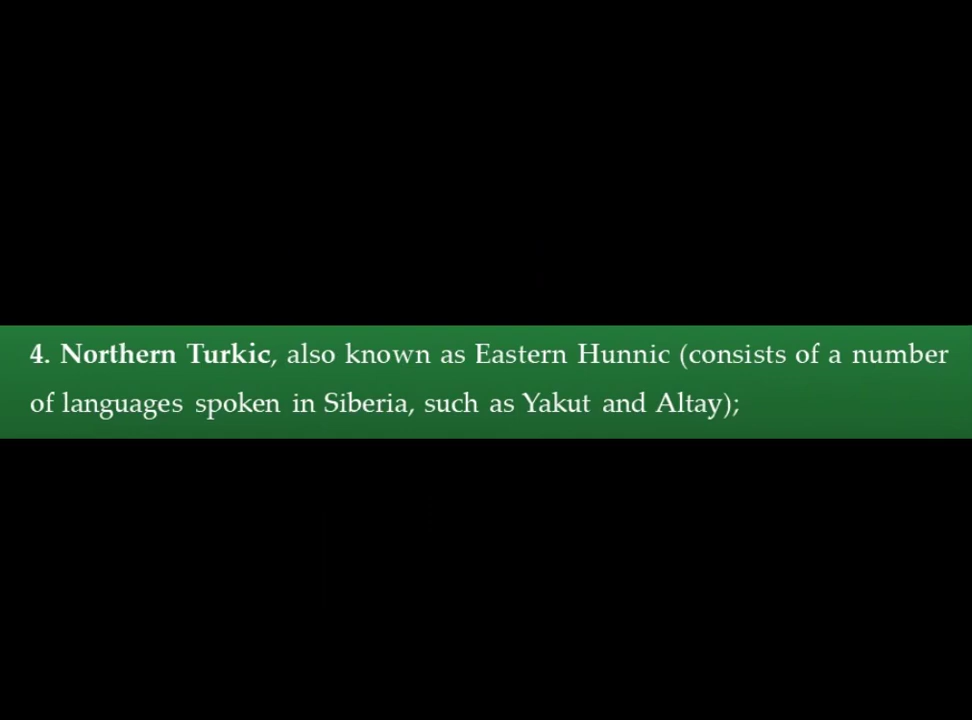 4. Northern Turkic, also known as Eastern Hunnic (consists of a number
of languages spoken in Siberia, such as Yakut and Altay);